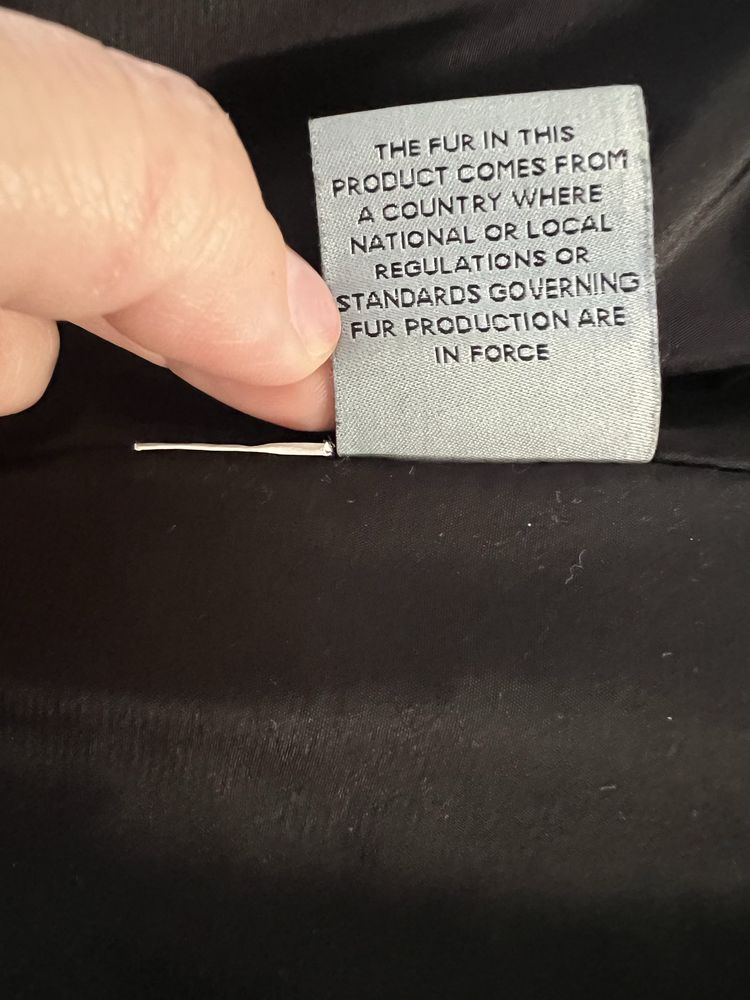 THE FUR IN THIS
PRODUCT COMES FROM
A COUNTRY WHERE
NATIONAL OR LOCAL
REGULATIONS OR
STANDARDS GOVERNING
FUR PRODUCTION ARE
IN FORCE